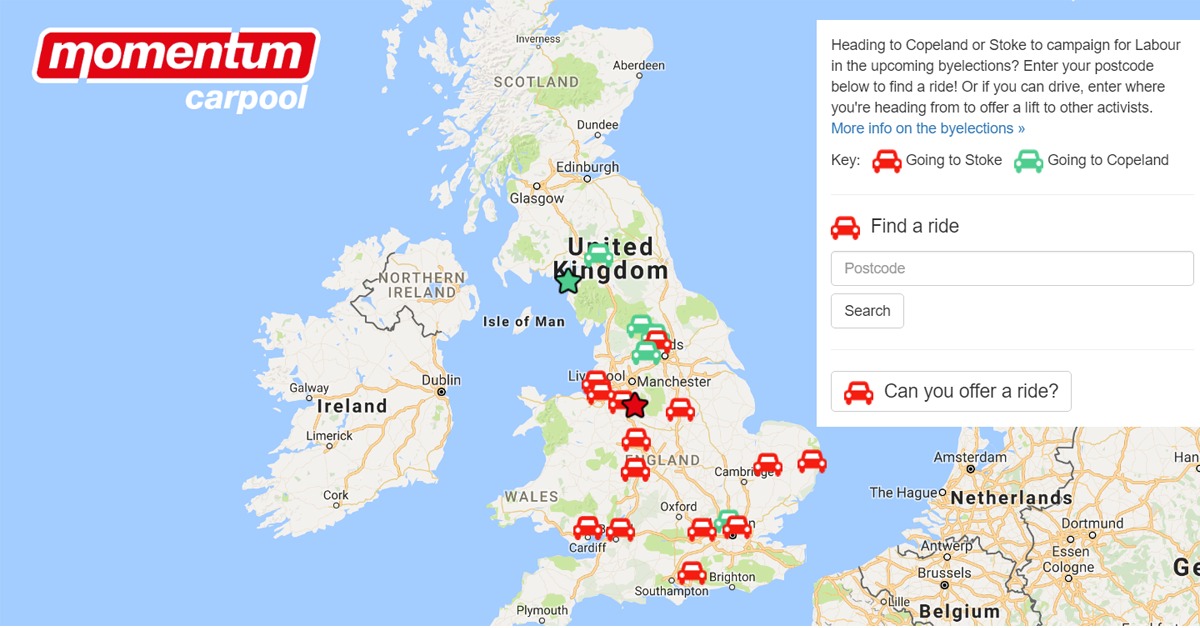 momentum
carpool
Heading to Copeland or Stoke to campaign for Labour
in the upcoming byelections? Enter your postcode
below to find a ride! Or if you can drive, enter where
you're heading from to offer a lift to other activists.
More info on the byelections »
Key: Going to Stoke Going to Copeland
Find a ride
Postcode
Search
Can you offer a ride?
Inverness
SCOTLAND
Aberdeen
Dundee
Edinburgh
Glasgow
United
Kingdom
NORTHERN
IRELAND
Isle of Man
Manchester
Dublin
Galway
Ireland
Limerick
Cork
ENGLAND
WALES
Cambridge
Oxford
Cardiff
Brighton
Southampton
Plymouth
Amsterdam
The Hague
Netherlands
Dortmund
Essen
Antwerp
Cologne
Brussels
Lille
Belgium